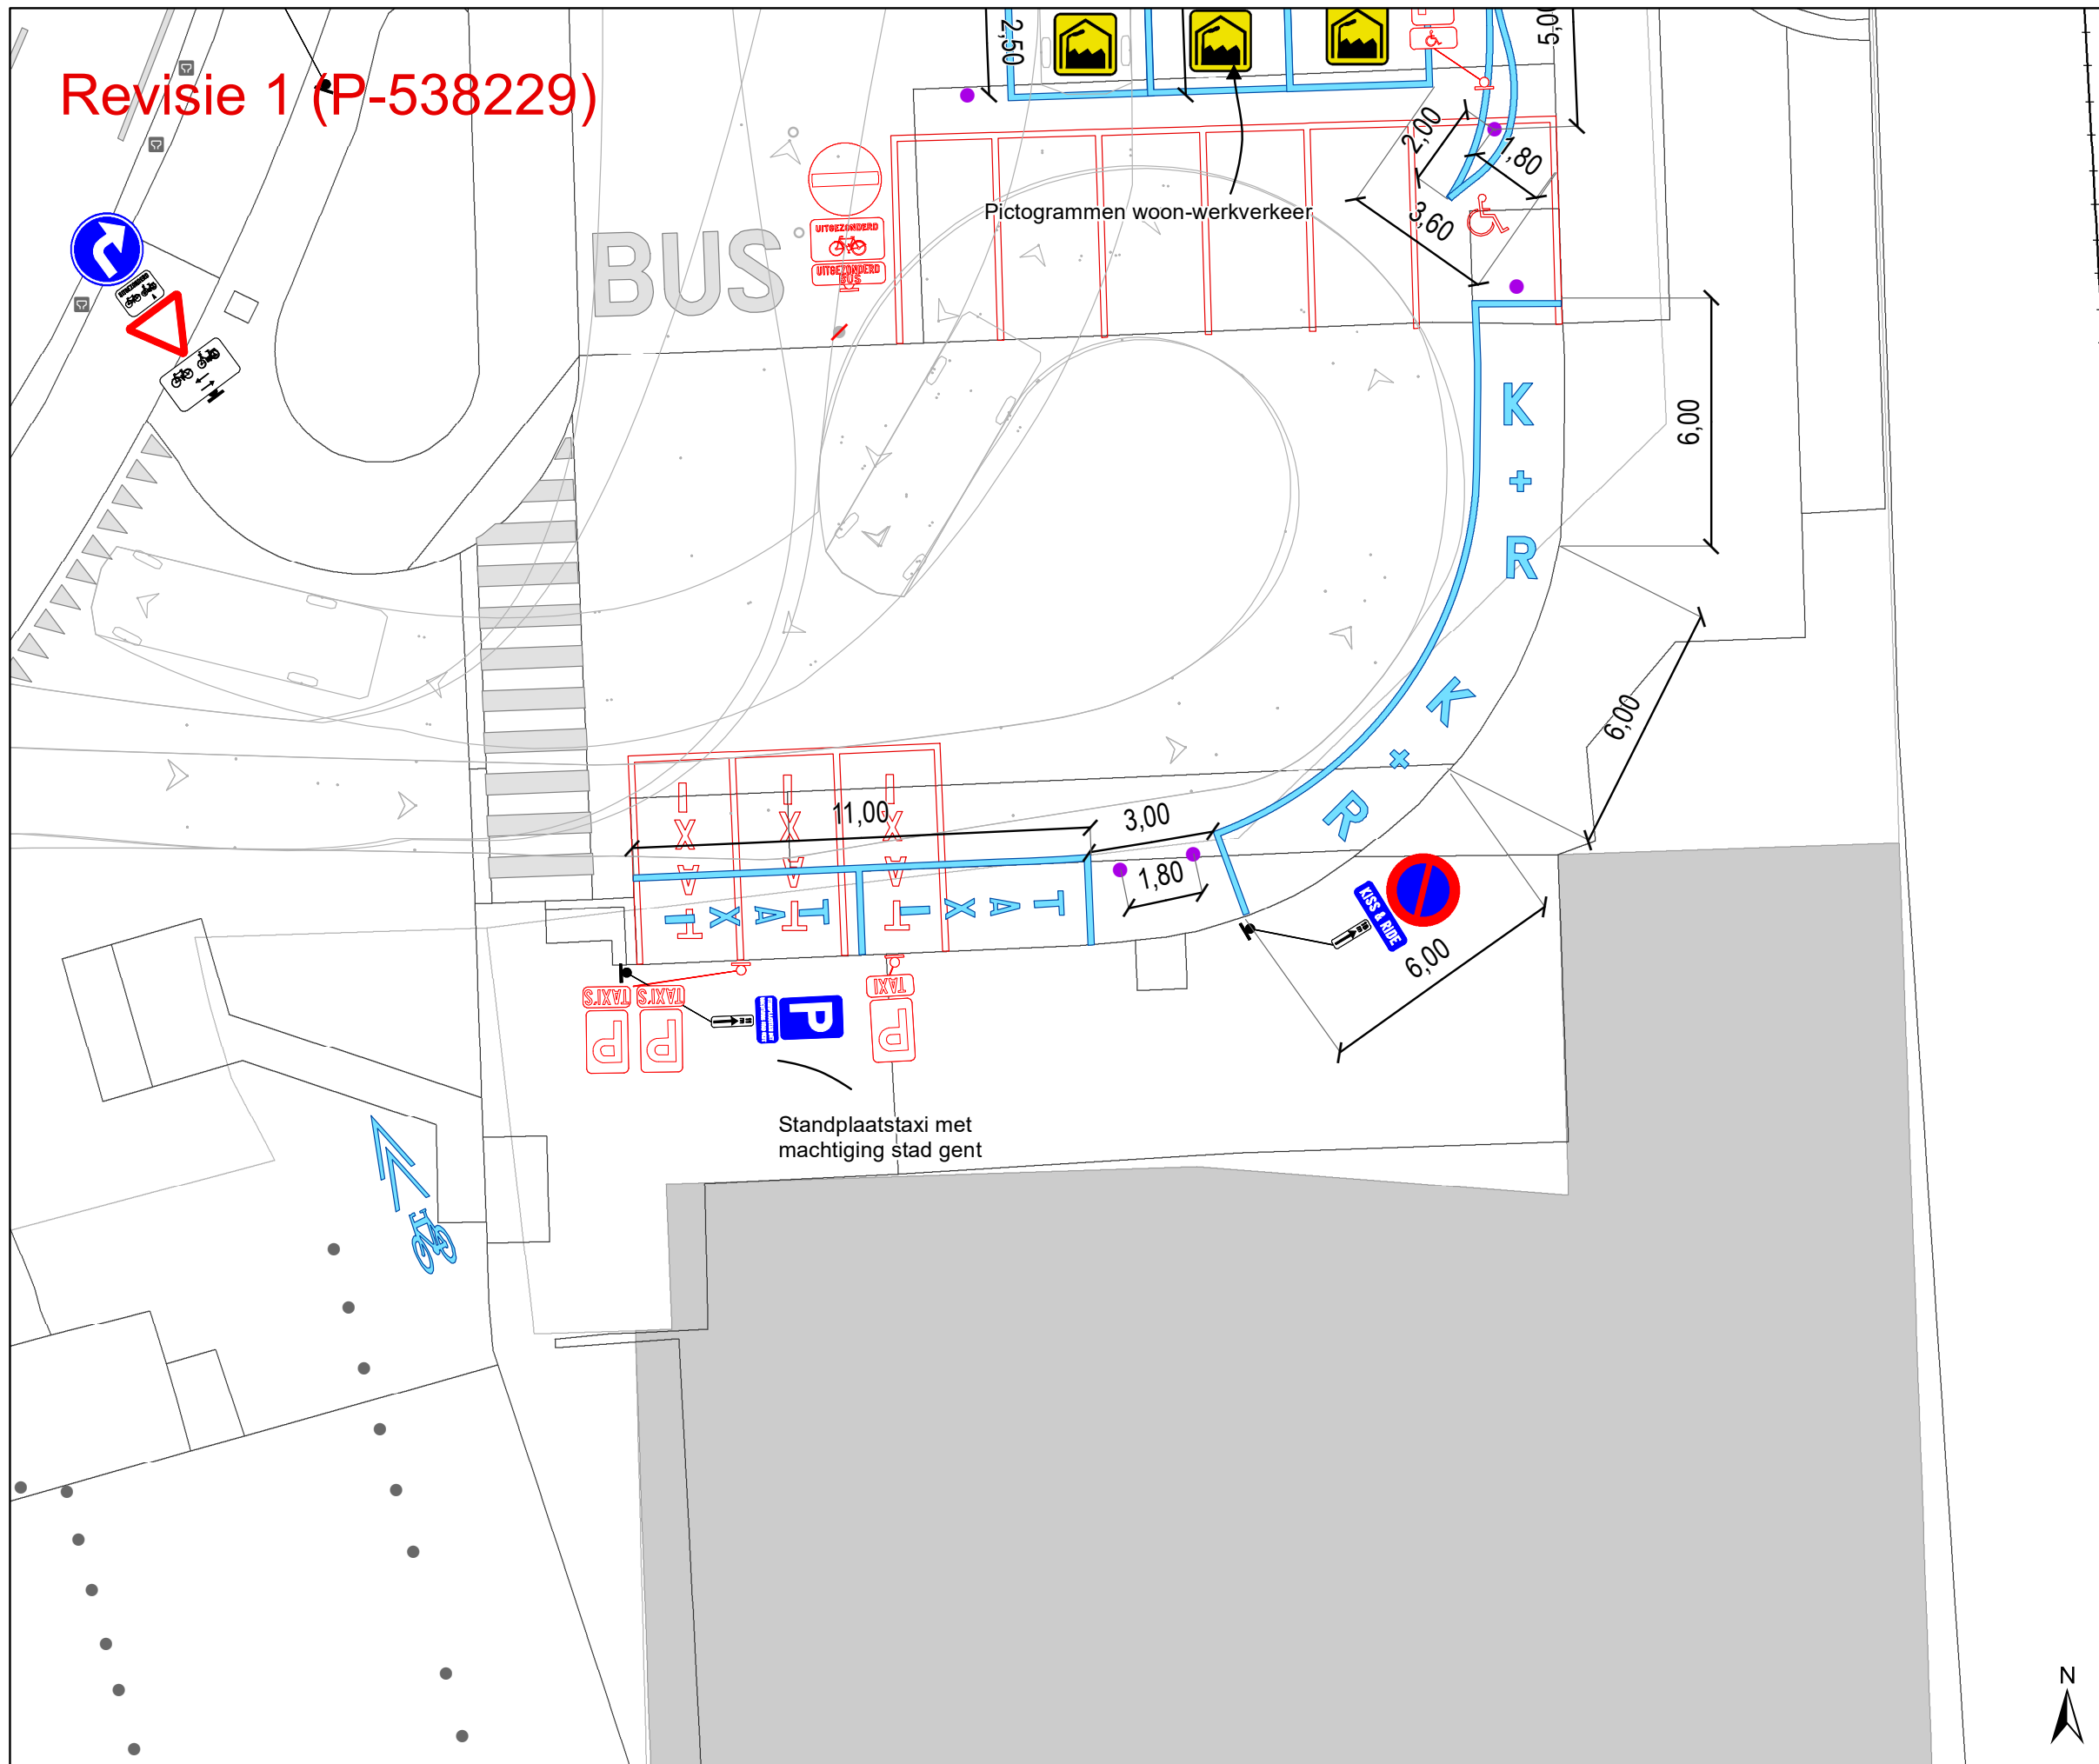 Revisie 1 (P-538229)
2,50
5,0
2,00
1,80
3,60
UITGEZONDERD
UITGEZONDERD
BUS
BUS
Pictogrammen woon-werkverkeer
K + R
6,00
K + R
6,00
11,00
3,00
1,80
TAXI
TAXI
TAXI
TAXI
TAXI
KISS & RIDE
6,00
TAXI'S
TAXI'S
TAXI
P
P
P
P
Standplaatstaxi met
machtiging stad gent
N